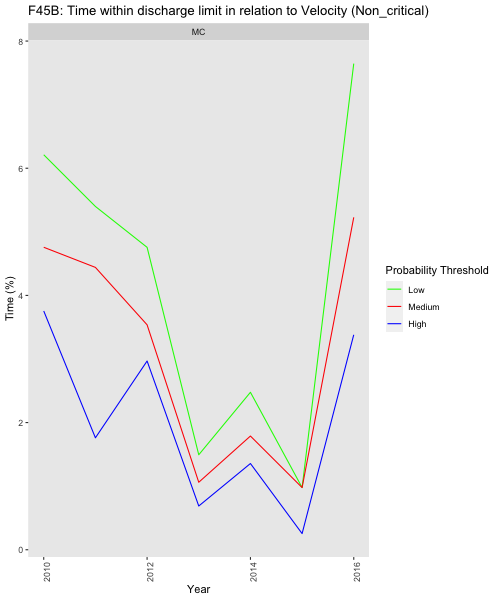 F45B: Time within discharge limit in relation to Velocity (Non_critical)
MC
8
6
4
2
0
Time (%)
2010
2012
2014
2016
Year
Probability Threshold
Low
Medium
High